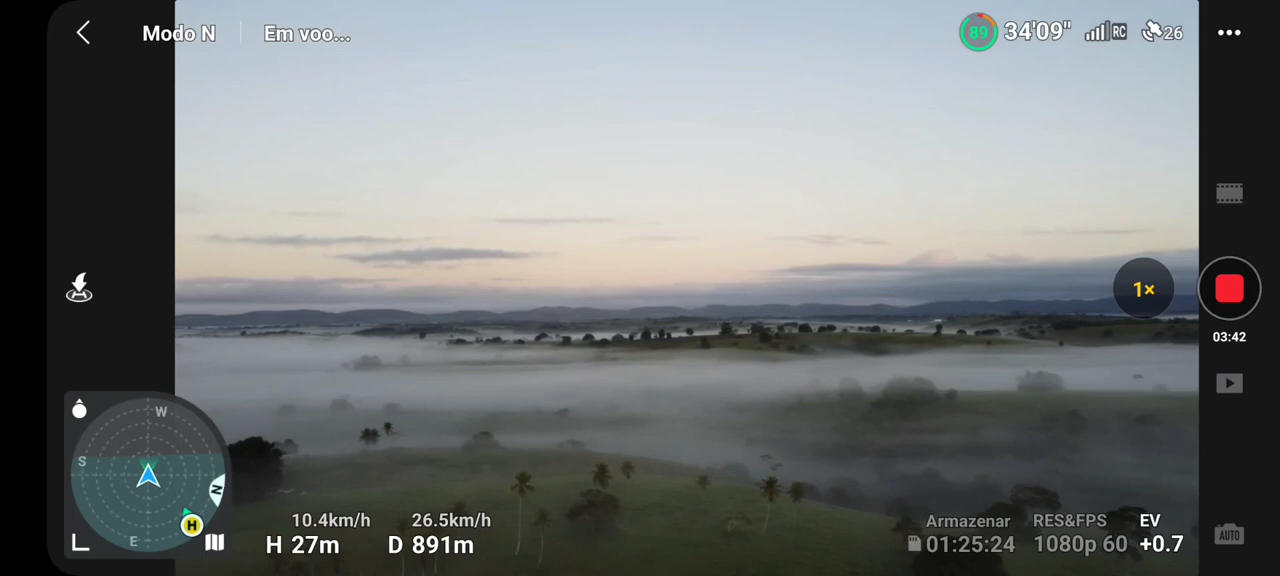 Modo N
Em voo...
89
34'09"
RC
26
1×
03:42
W
S
N
H
E
10.4km/h
26.5km/h
H 27m
D 891m
Armazenar
RES&FPS
EV
01:25:24
1080p 60
+0.7
AUTO